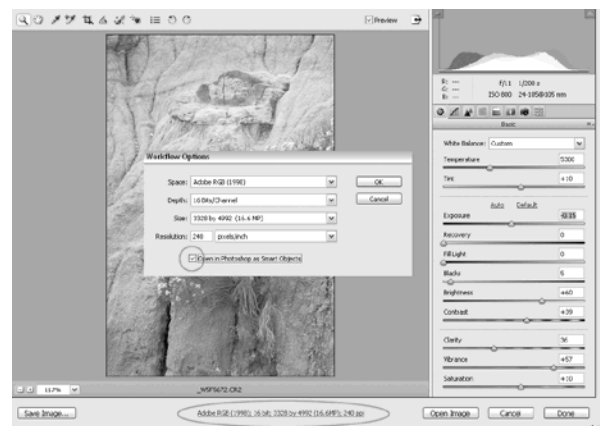 Preview
R: ---
G: ---
B: ---
f/11 1/200 s
ISO 800 24-105@105 mm
Basic
White Balance: Custom
Temperature 5300
Tint +10
Auto Default
Exposure -0.15
Recovery 0
Fill Light 0
Blacks 5
Brightness +60
Contrast +39
Clarity 36
Vibrance +57
Saturation +10
Workflow Options
Space: Adobe RGB (1998) OK
Depth: 16 Bits/Channel Cancel
Size: 3328 by 4992 (16.6 MP)
Resolution: 240 pixels/inch
Open in Photoshop as Smart Objects
_W5F5672.CR2
Save Image... Adobe RGB (1998); 16 bit; 3328 by 4992 (16.6MP); 240 ppi Open Image Cancel Done